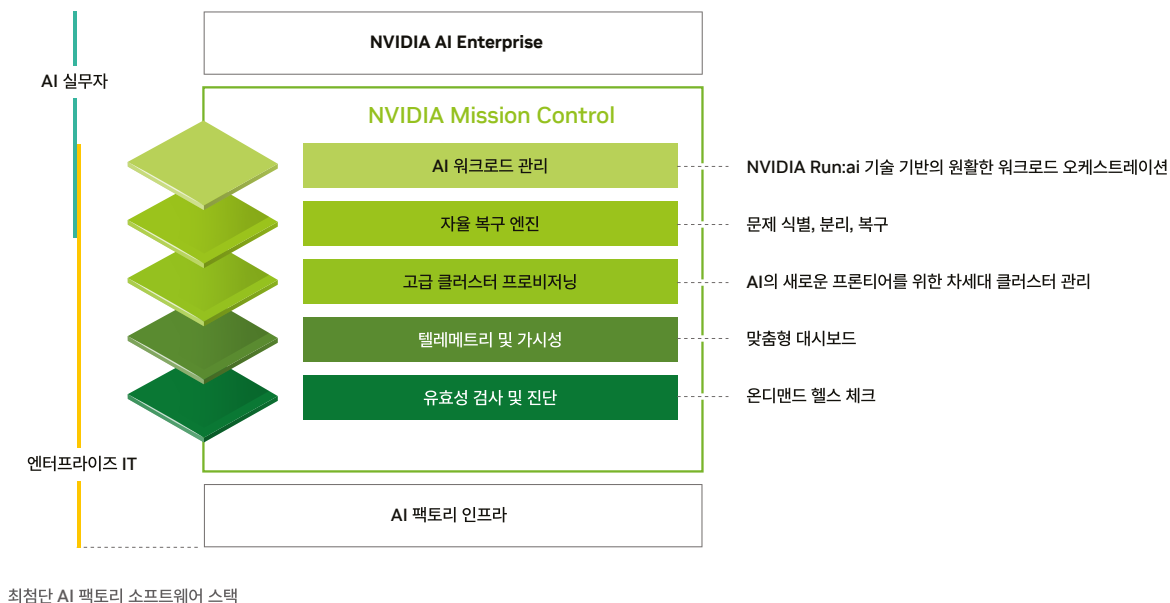 NVIDIA AI Enterprise
AI 실무자
NVIDIA Mission Control
AI 워크로드 관리
NVIDIA Run:ai 기술 기반의 원활한 워크로드 오케스트레이션
자율 복구 엔진
문제 식별, 분리, 복구
고급 클러스터 프로비저닝
AI의 새로운 프론티어를 위한 차세대 클러스터 관리
텔레메트리 및 가시성
맞춤형 대시보드
유효성 검사 및 진단
온디맨드 헬스 체크
엔터프라이즈 IT
AI 팩토리 인프라
최첨단 AI 팩토리 소프트웨어 스택